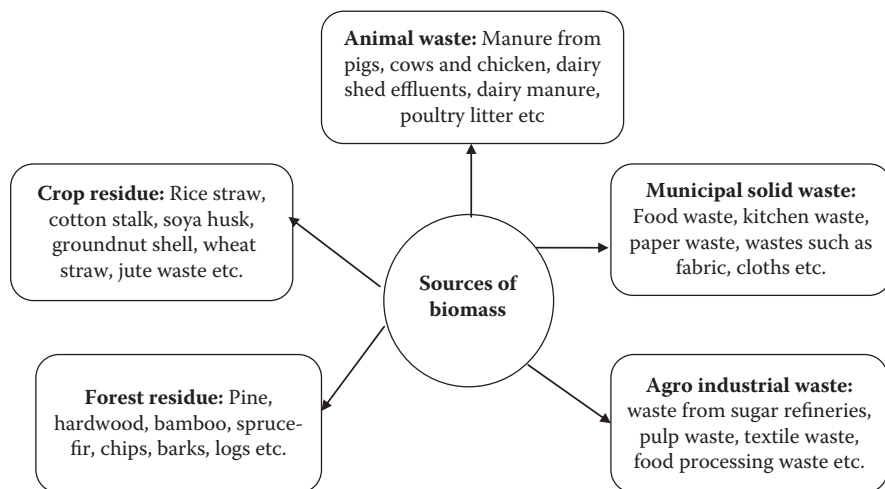 Animal waste: Manure from
pigs, cows and chicken, dairy
shed effluents, dairy manure,
poultry litter etc
Crop residue: Rice straw,
cotton stalk, soya husk,
groundnut shell, wheat
straw, jute waste etc.
Municipal solid waste:
Food waste, kitchen waste,
paper waste, wastes such as
fabric, cloths etc.
Sources of
biomass
Forest residue: Pine,
hardwood, bamboo, spruce-
fir, chips, barks, logs etc.
Agro industrial waste:
waste from sugar refineries,
pulp waste, textile waste,
food processing waste etc.